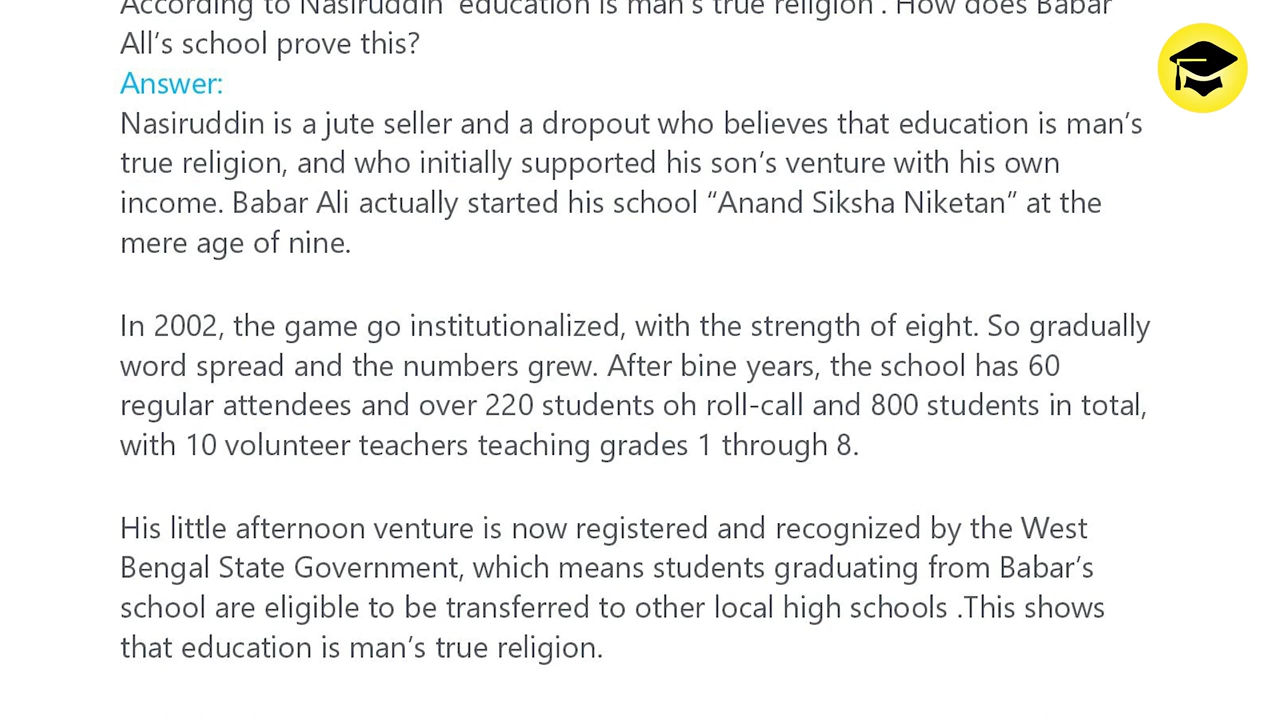 According to Nasiruddin ‘education is man’s true religion’. How does Babar
All’s school prove this?
Answer:
Nasiruddin is a jute seller and a dropout who believes that education is man’s
true religion, and who initially supported his son’s venture with his own
income. Babar Ali actually started his school “Anand Siksha Niketan” at the
mere age of nine.
In 2002, the game go institutionalized, with the strength of eight. So gradually
word spread and the numbers grew. After bine years, the school has 60
regular attendees and over 220 students oh roll-call and 800 students in total,
with 10 volunteer teachers teaching grades 1 through 8.
His little afternoon venture is now registered and recognized by the West
Bengal State Government, which means students graduating from Babar’s
school are eligible to be transferred to other local high schools .This shows
that education is man’s true religion.